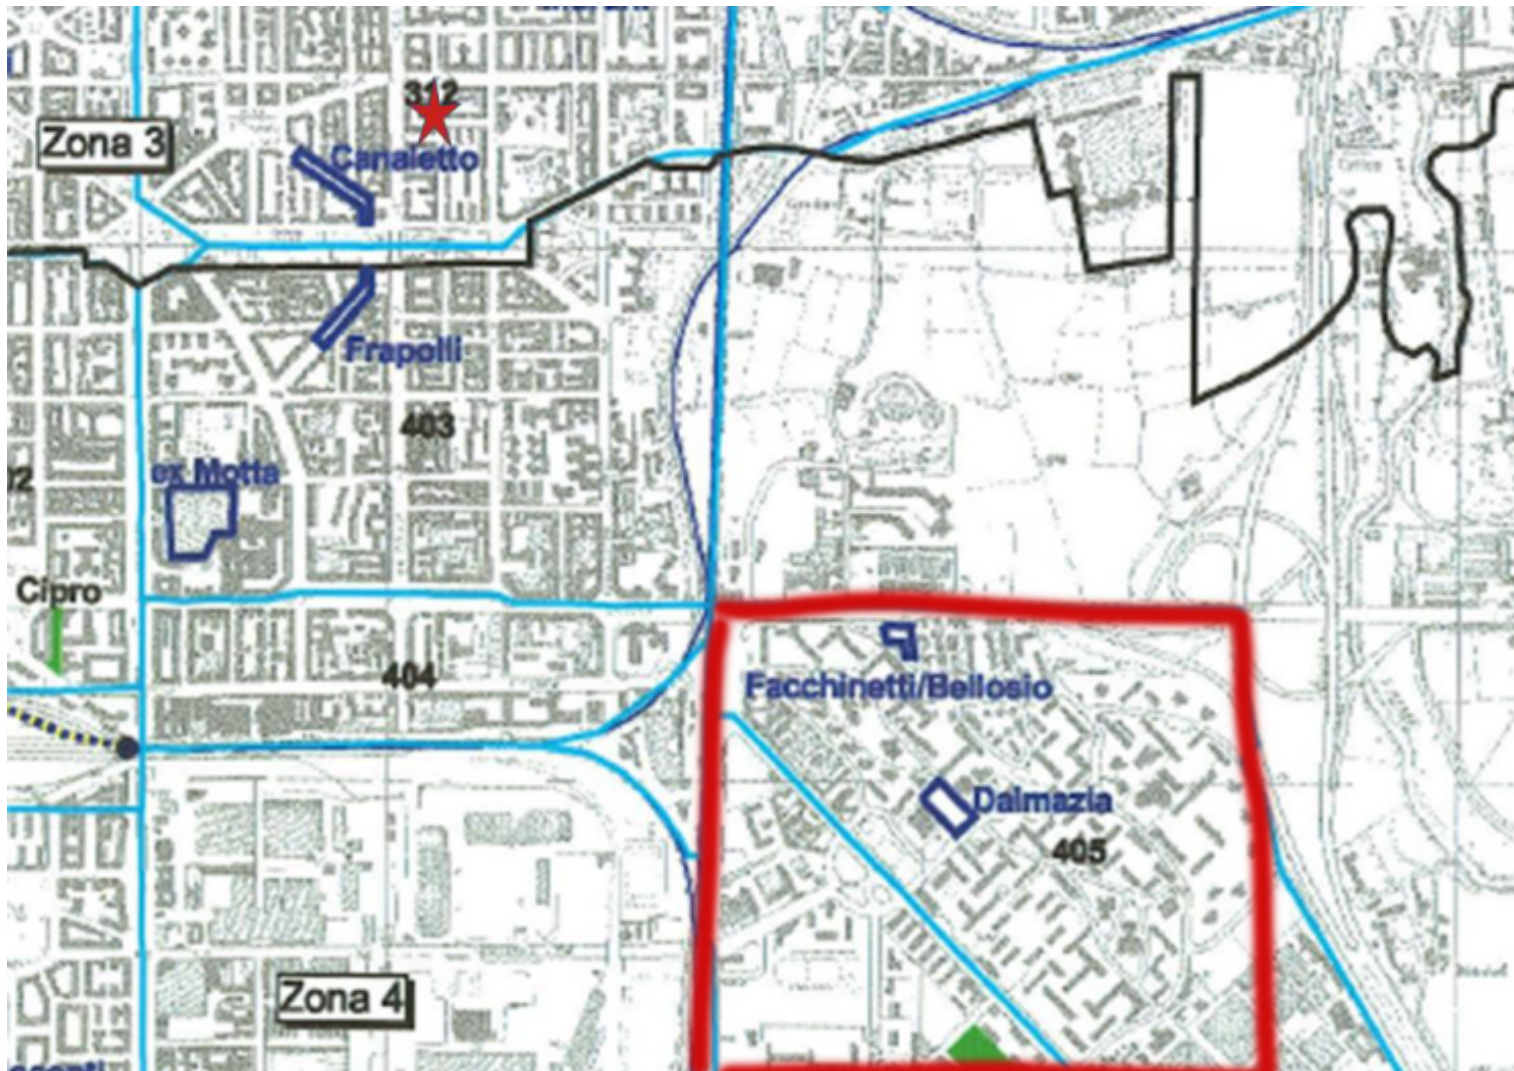 312
Zona 3
Canaletto
Frapolli
403
ex Motta
Cipro
404
Facchinetti/Bellosio
Dalmazia
405
Zona 4